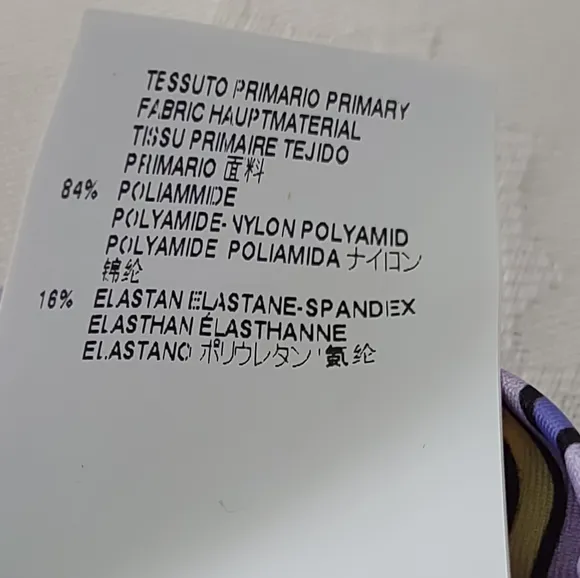 TESSUTO PRIMARIO PRIMARY
FABRIC HAUPTMATERIAL
TISSU PRIMAIRE TEJIDO
PRIMARIO 面料
84% POLIAMMIDE
POLYAMIDE-NYLON POLYAMID
POLYAMIDE POLIAMIDA ナイロン
锦纶
16% ELASTAN ELASTANE-SPANDEX
ELASTHAN ÉLASTHANNE
ELASTANO ポリウレタン 氨纶